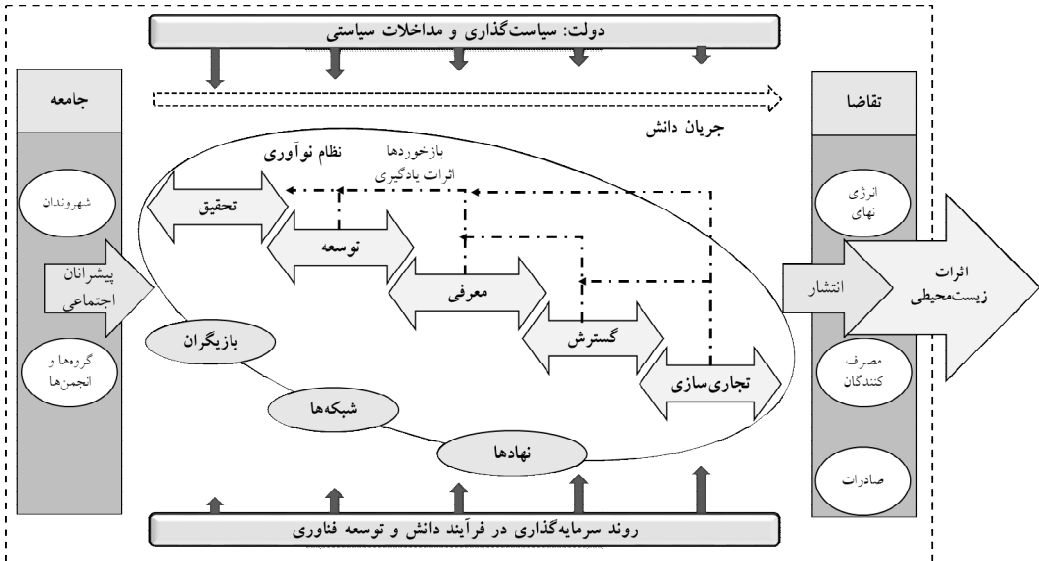 دولت: سیاست‌گذاری و مداخلات سیاستی
جامعه
تقاضا
جریان دانش
نظام نوآوری
بازخوردها
اثرات یادگیری
تحقیق
توسعه
معرفی
گسترش
تجاری‌سازی
شهروندان
پیشرانان
اجتماعی
گروه‌ها و
انجمن‌ها
بازیگران
شبکه‌ها
نهادها
انرژی
نهای
انتشار
اثرات
زیست‌محیطی
مصرف
کنندگان
صادرات
روند سرمایه‌گذاری در فرآیند دانش و توسعه فناوری